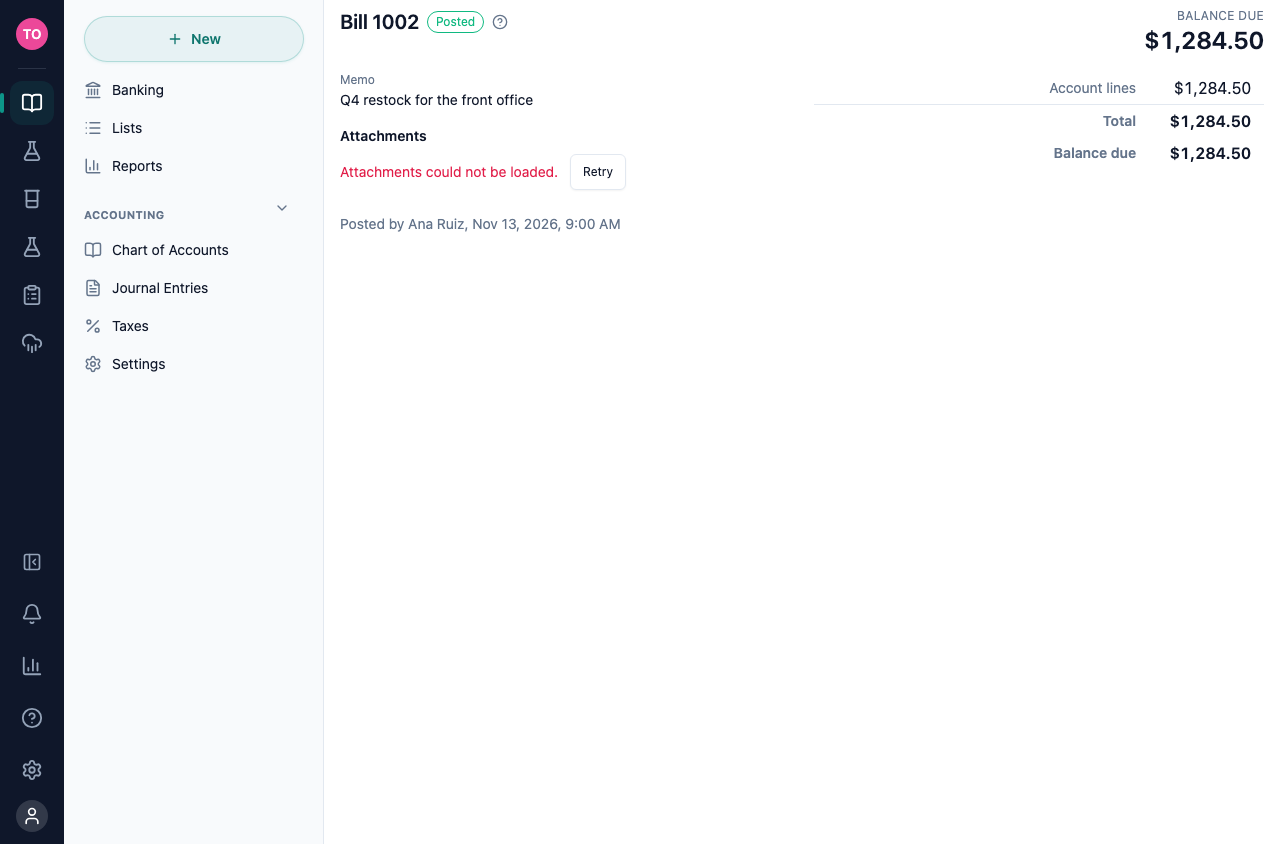 TO
New
Banking
Lists
Reports
ACCOUNTING
Chart of Accounts
Journal Entries
Taxes
Settings
Bill 1002 Posted
BALANCE DUE
$1,284.50
Memo
Q4 restock for the front office
Attachments
Attachments could not be loaded. Retry
Posted by Ana Ruiz, Nov 13, 2026, 9:00 AM
Account lines $1,284.50
Total $1,284.50
Balance due $1,284.50